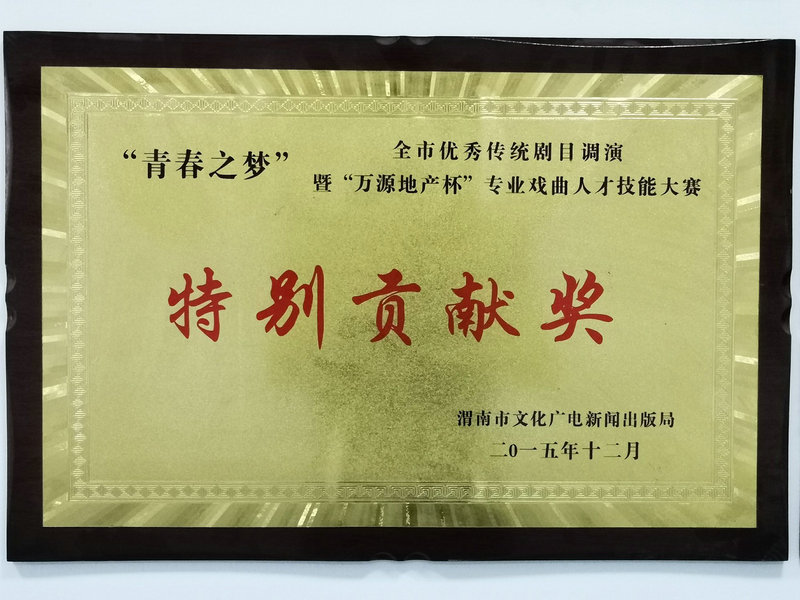 “青春之梦”
全市优秀传统剧目调演
暨“万源地产杯”专业戏曲人才技能大赛
特别贡献奖
渭南市文化广电新闻出版局
二0一五年十二月